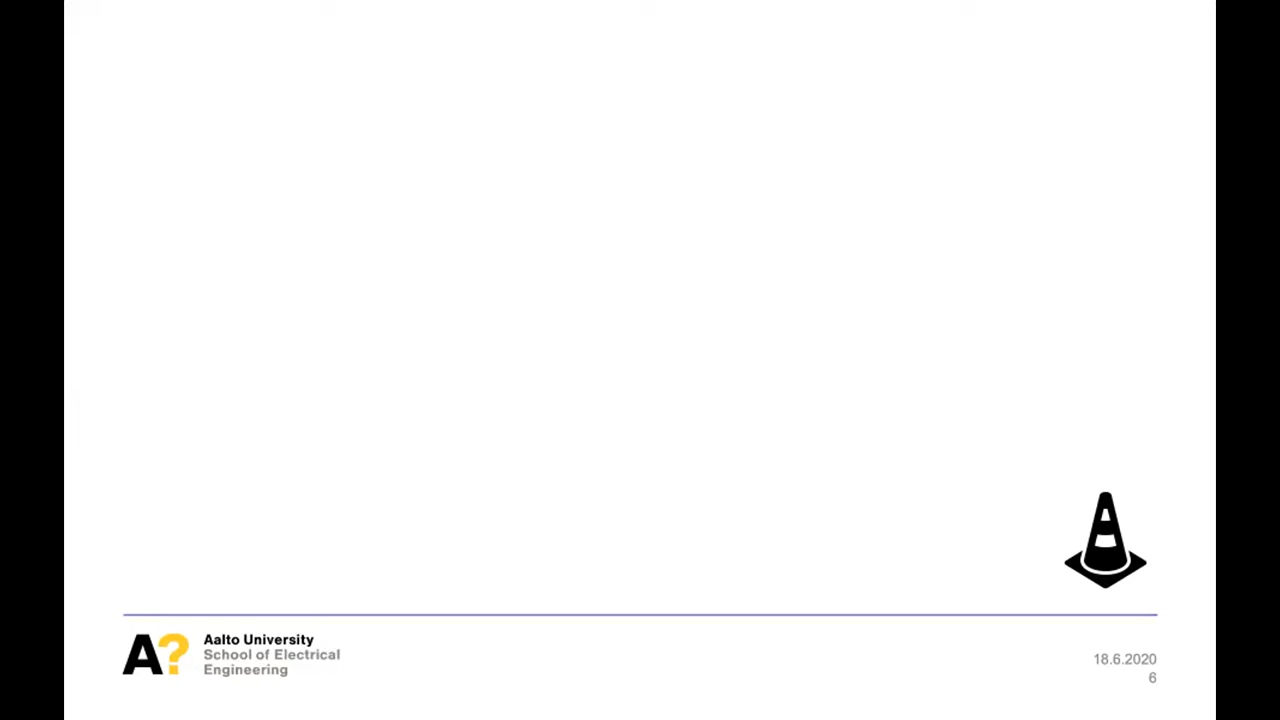 A?
Aalto University
School of Electrical
Engineering
18.6.2020
6